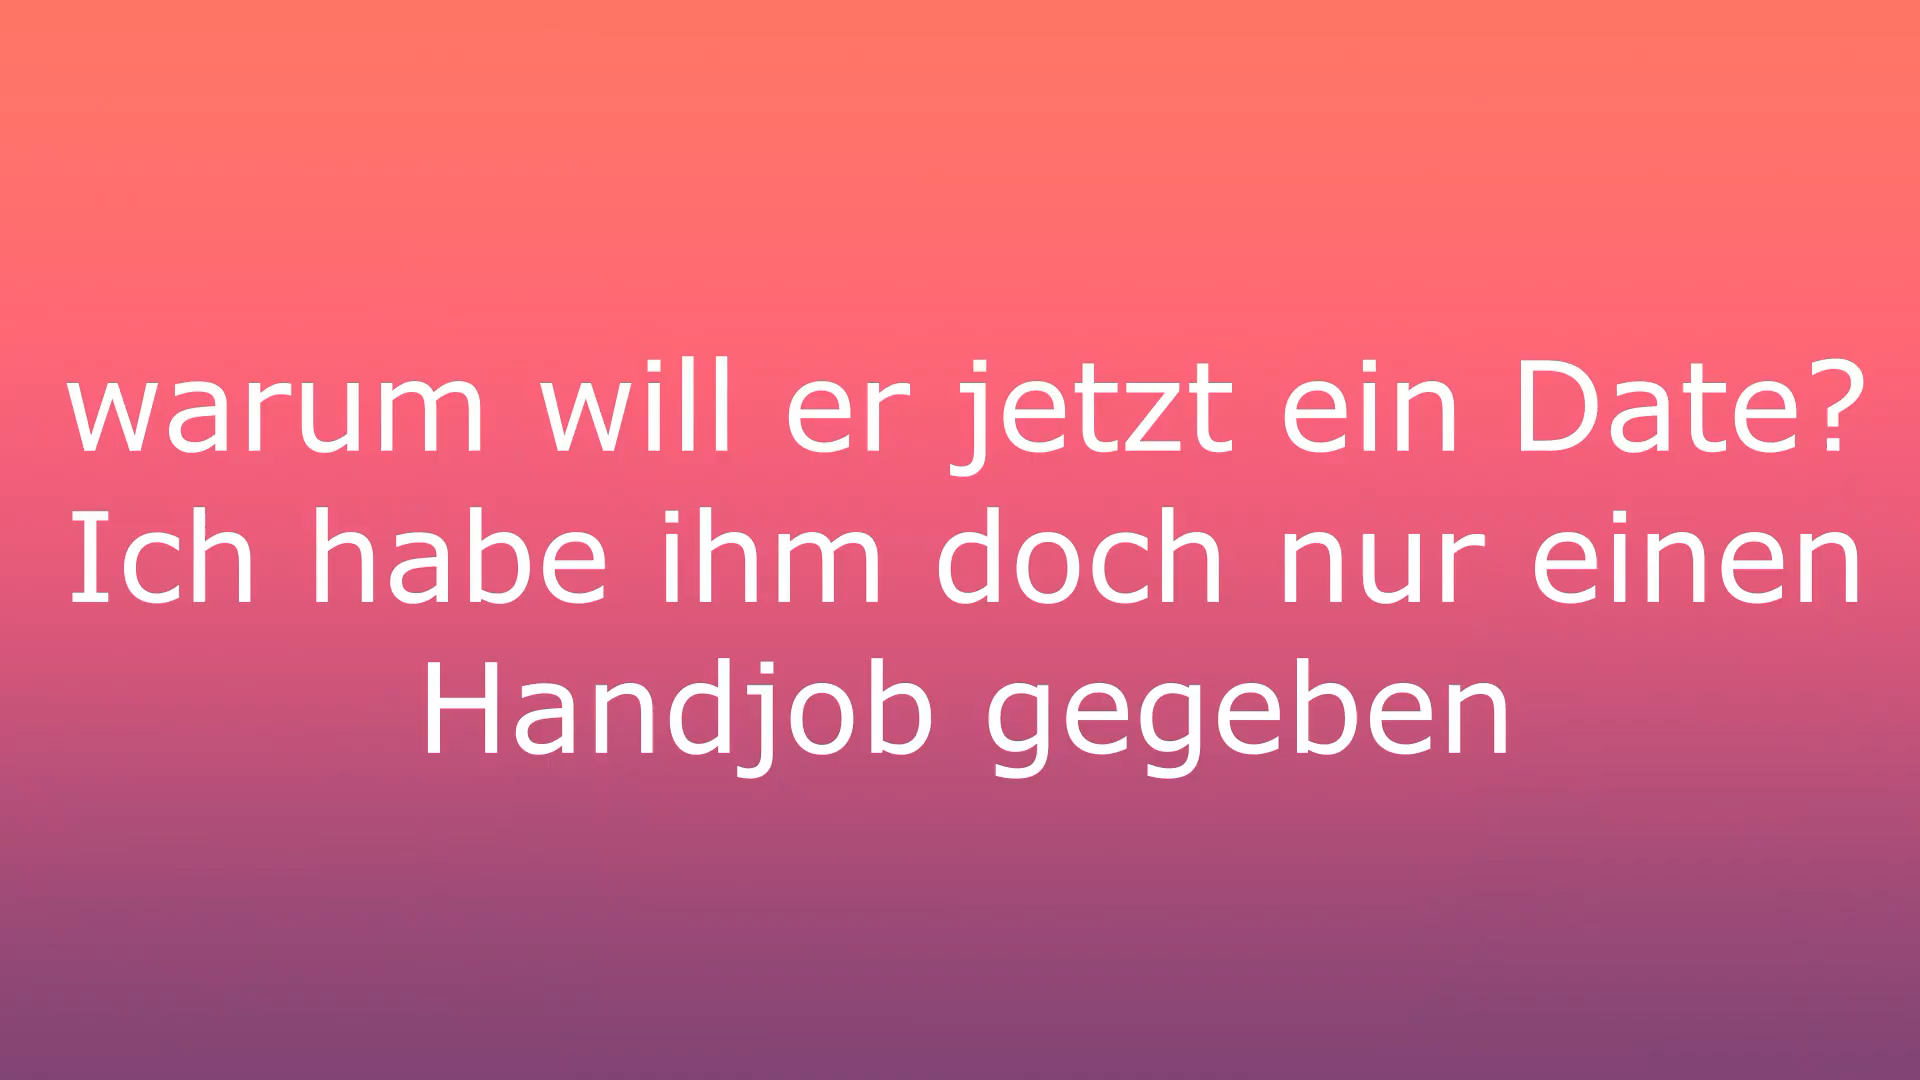 warum will er jetzt ein Date?
Ich habe ihm doch nur einen
Handjob gegeben